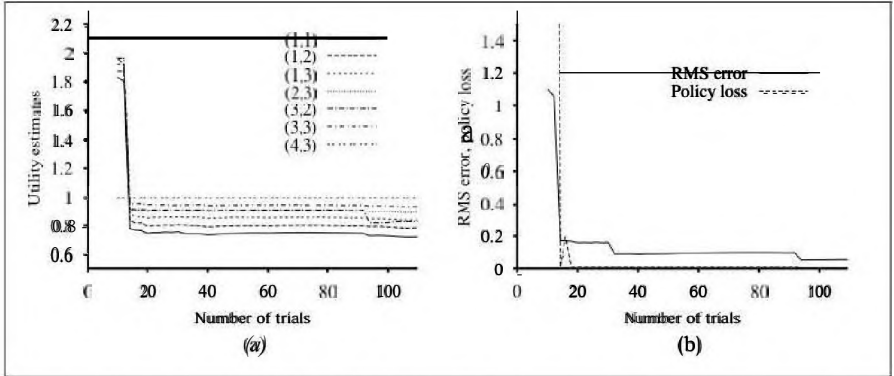 2.2
2
1.8
1.6
1.4
1.2
1
0.8
0.6
Utility estimates
(1,1)
(1,2)
(1,3)
(2,3)
(3,2)
(3,3)
(4,3)
0 20 40 60 80 100
Number of trials
(a)
1.4
1.2
1
0.8
0.6
0.4
0.2
0
RMS error, policy loss
RMS error
Policy loss
0 20 40 60 80 100
Number of trials
(b)